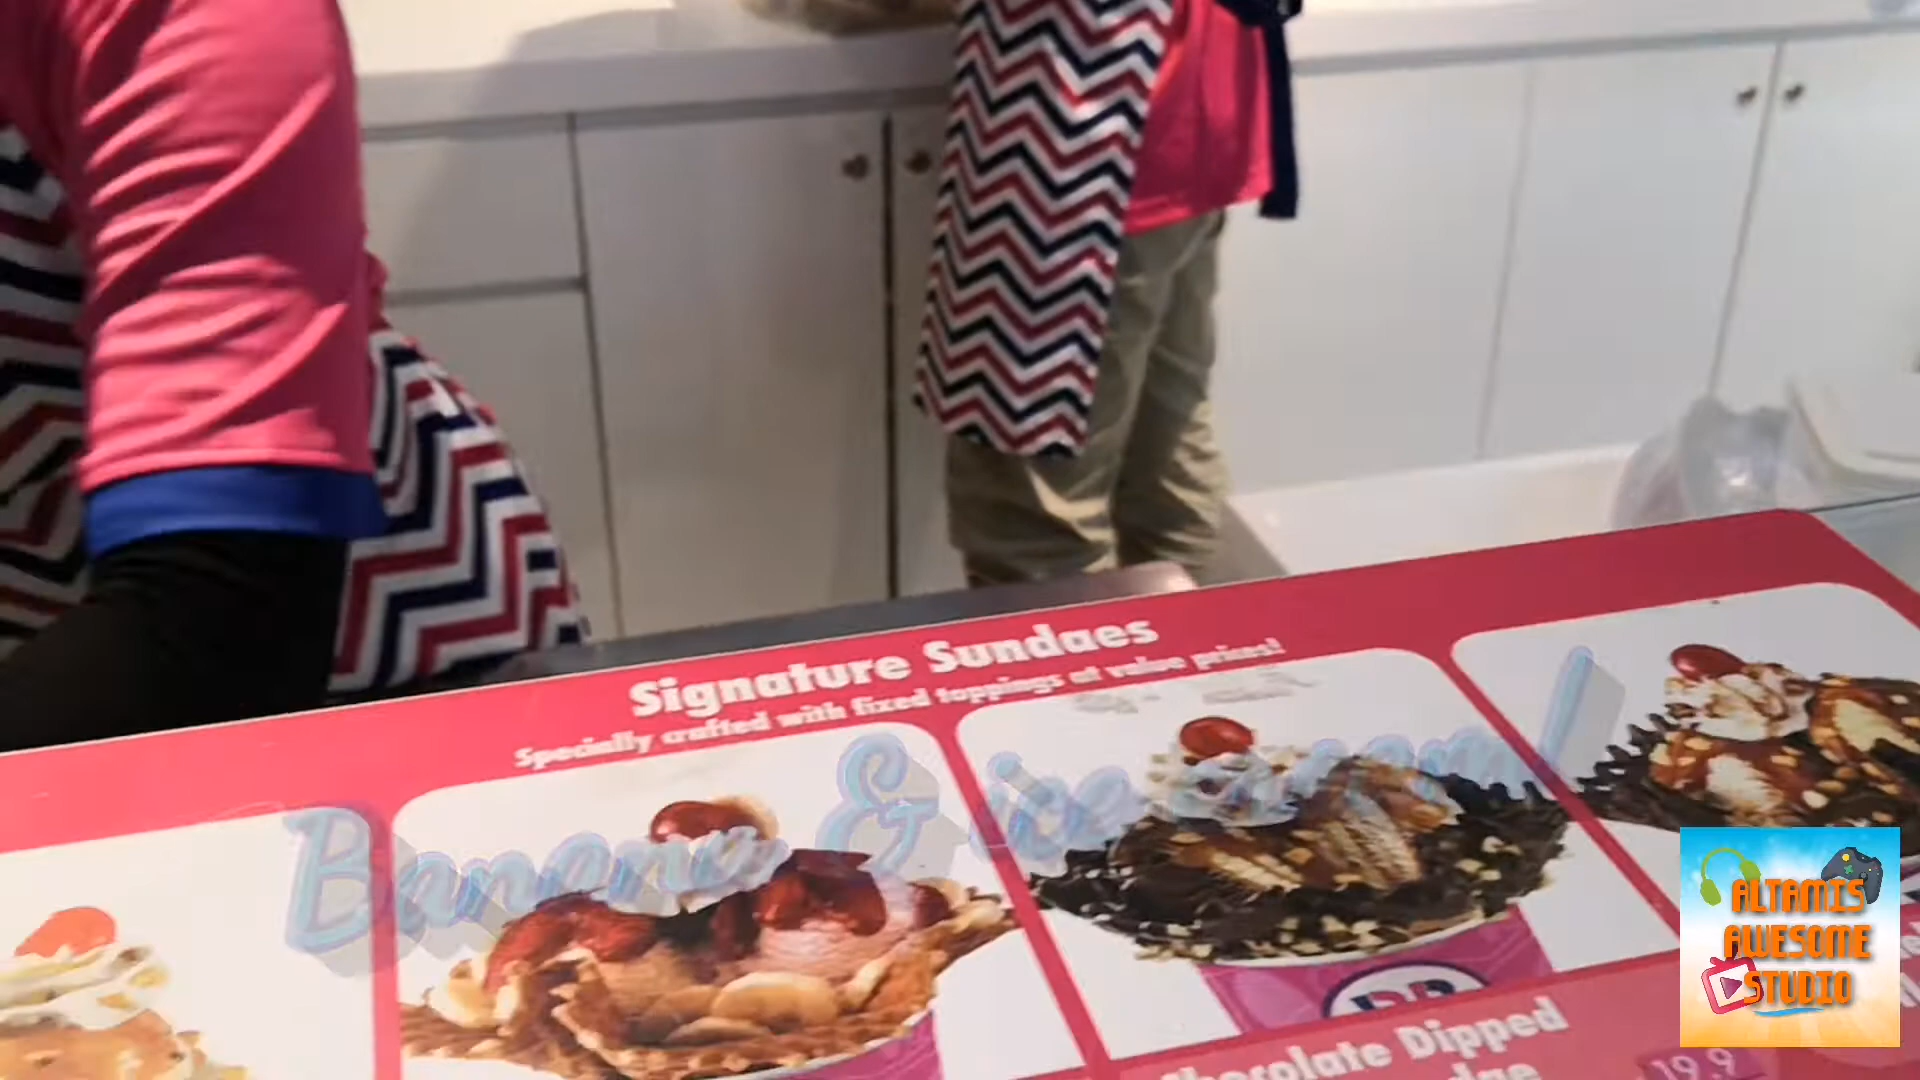 Signature Sundaes
Specially crafted with fixed toppings at value prices!
Banana & ice cream!
BR
Chocolate Dipped
19.9
ALTAMIS
AWESOME
STUDIO